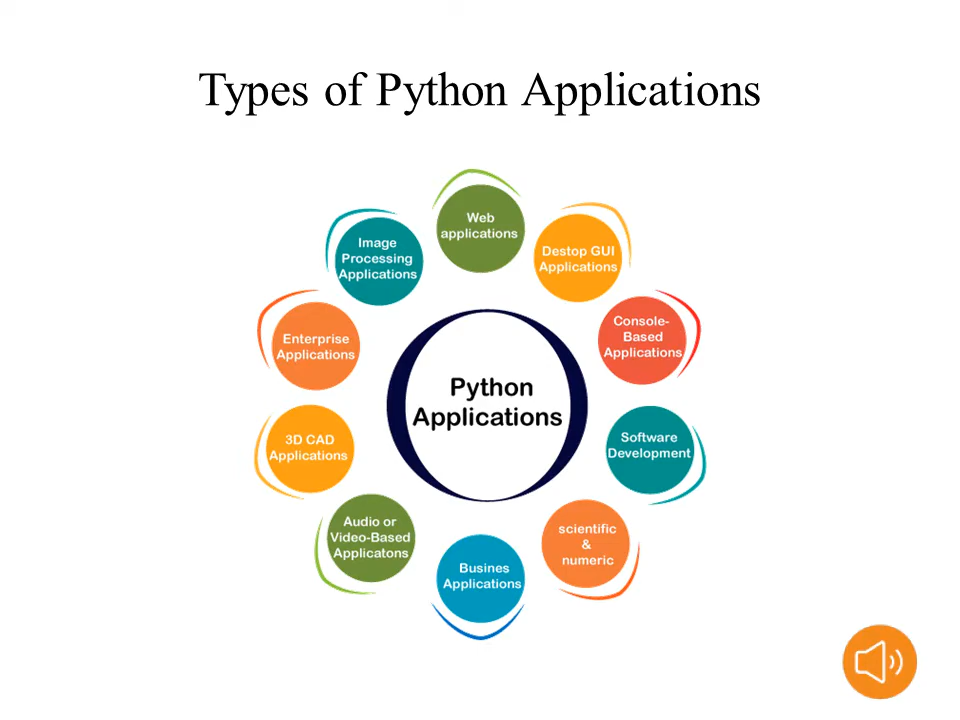 Types of Python Applications
Web
applications
Destop GUI
Applications
Console-
Based
Applications
Software
Development
scientific
&
numeric
Busines
Applications
Audio or
Video-Based
Applicatons
3D CAD
Applications
Enterprise
Applications
Image
Processing
Applications
Python
Applications